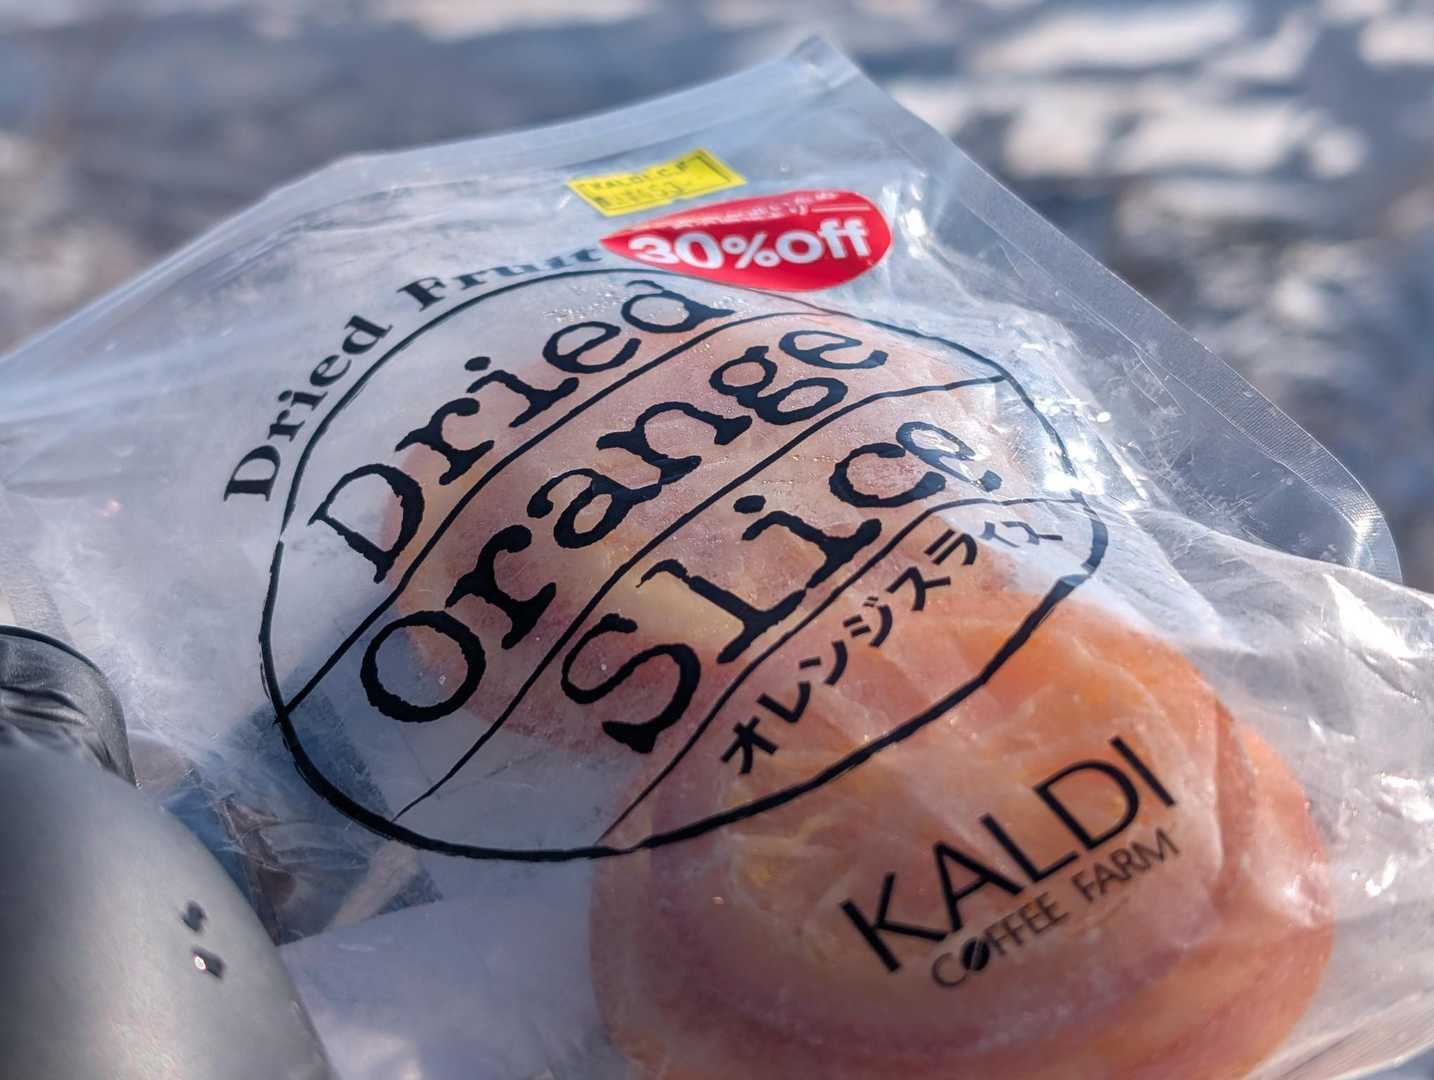 30%off
Dried Fruit
Dried
orange
Slice
オレンジスライス
KALDI
COFFEE FARM